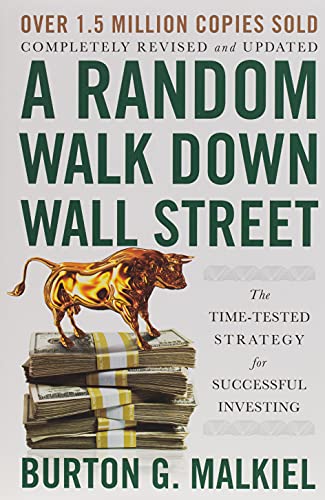 OVER 1.5 MILLION COPIES SOLD
COMPLETELY REVISED and UPDATED
A RANDOM
WALK DOWN
WALL STREET
The
TIME-TESTED
STRATEGY
for
SUCCESSFUL
INVESTING
BURTON G. MALKIEL